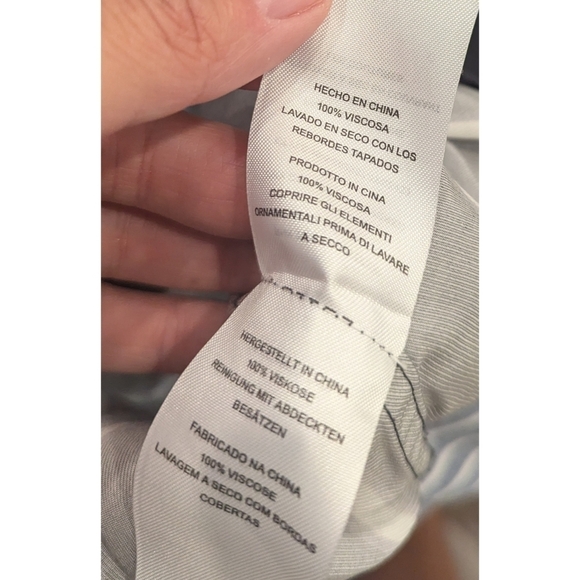 HECHO EN CHINA
100% VISCOSA
LAVADO EN SECO CON LOS
REBORDES TAPADOS
PRODOTTO IN CINA
100% VISCOSA
COPRIRE GLI ELEMENTI
ORNAMENTALI PRIMA DI LAVARE
A SECCO
HERGESTELLT IN CHINA
100% VISKOSE
REINIGUNG MIT ABDECKTEN
BESÄTZEN
FABRICADO NA CHINA
100% VISCOSE
LAVAGEM A SECO COM BORDAS
COBERTAS